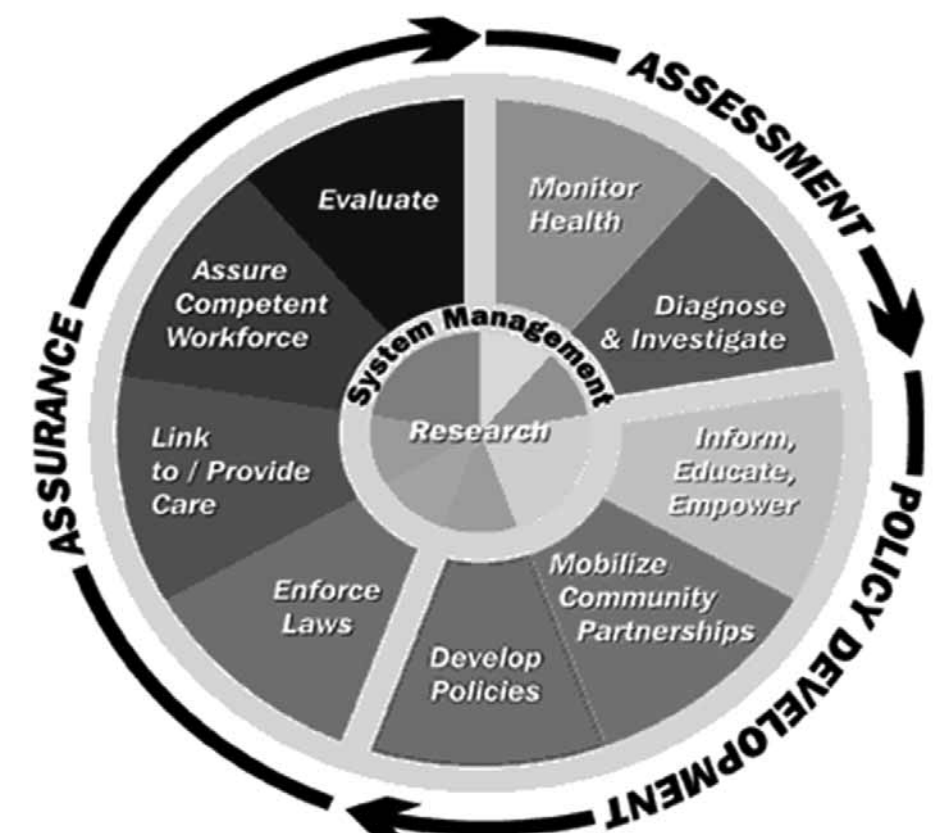 ASSESSMENT
Monitor
Health
Diagnose
& Investigate
POLICY DEVELOPMENT
Inform,
Educate,
Empower
Mobilize
Community
Partnerships
Develop
Policies
ASSURANCE
Enforce
Laws
Link
to / Provide
Care
Assure
Competent
Workforce
Evaluate
System Management
Research